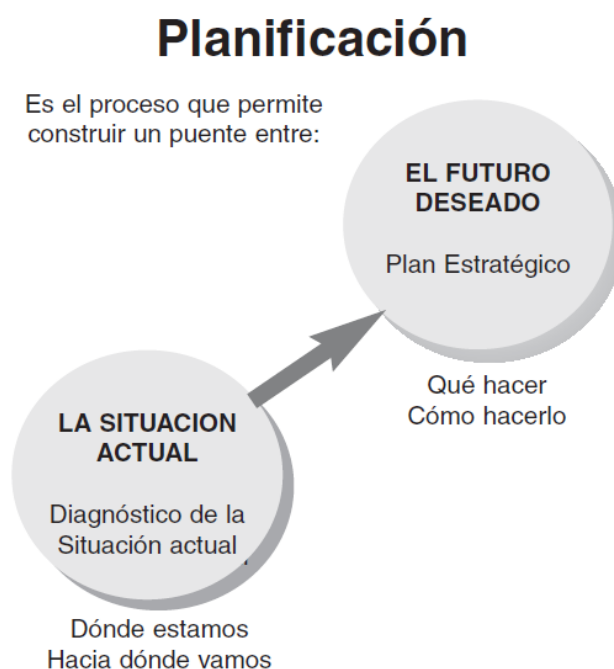 Planificación
Es el proceso que permite
construir un puente entre:
EL FUTURO
DESEADO
Plan Estratégico
Qué hacer
Cómo hacerlo
LA SITUACION
ACTUAL
Diagnóstico de la
Situación actual
Dónde estamos
Hacia dónde vamos